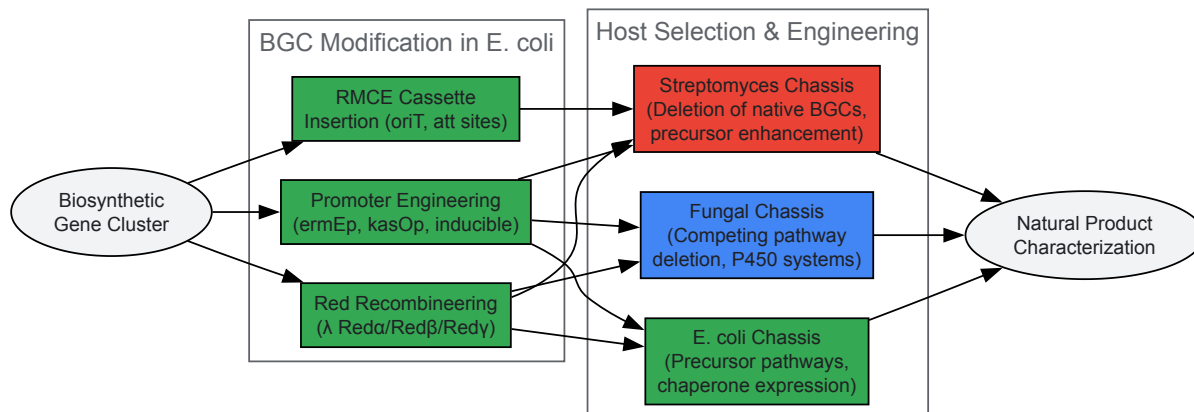 BGC Modification in E. coli
Host Selection & Engineering
Biosynthetic
Gene Cluster
RMCE Cassette
Insertion (oriT, att sites)
Promoter Engineering
(ermEp, kasOp, inducible)
Red Recombineering
(λ Redα/Redβ/Redγ)
Streptomyces Chassis
(Deletion of native BGCs,
precursor enhancement)
Fungal Chassis
(Competing pathway
deletion, P450 systems)
E. coli Chassis
(Precursor pathways,
chaperone expression)
Natural Product
Characterization